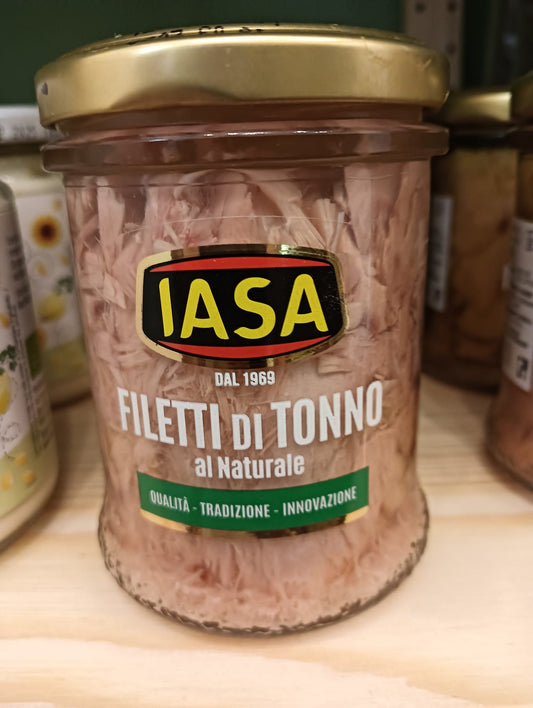 IASA
DAL 1969
FILETTI DI TONNO
al Naturale
QUALITÀ - TRADIZIONE - INNOVAZIONE